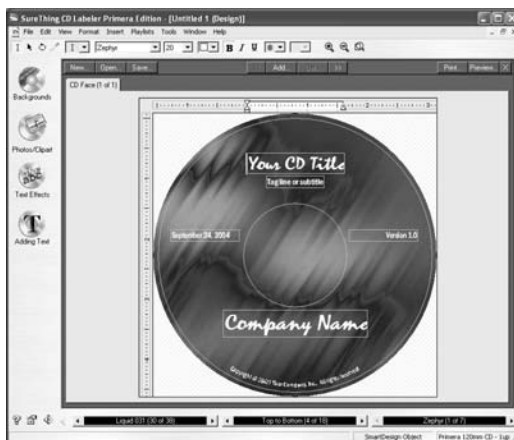 SureThing CD Labeler Primera Edition - [Untitled 1 (Design)]
File Edit View Format Insert Playlists Tools Window Help
Zephyr 20 B I U
New... Open... Save... Add... Print... Preview... X
CD Face (1 of 1)
Backgrounds
Photos/Clipart
Text Effects
Adding Text
Your CD Title
Tag line or subtitle
September 24, 2004
Version 1.0
Company Name
Liquid 031 (30 of 38) Top to Bottom (4 of 18) Zephyr (1 of 7)
SmartDesign Object Primera 120mm CD - 1up